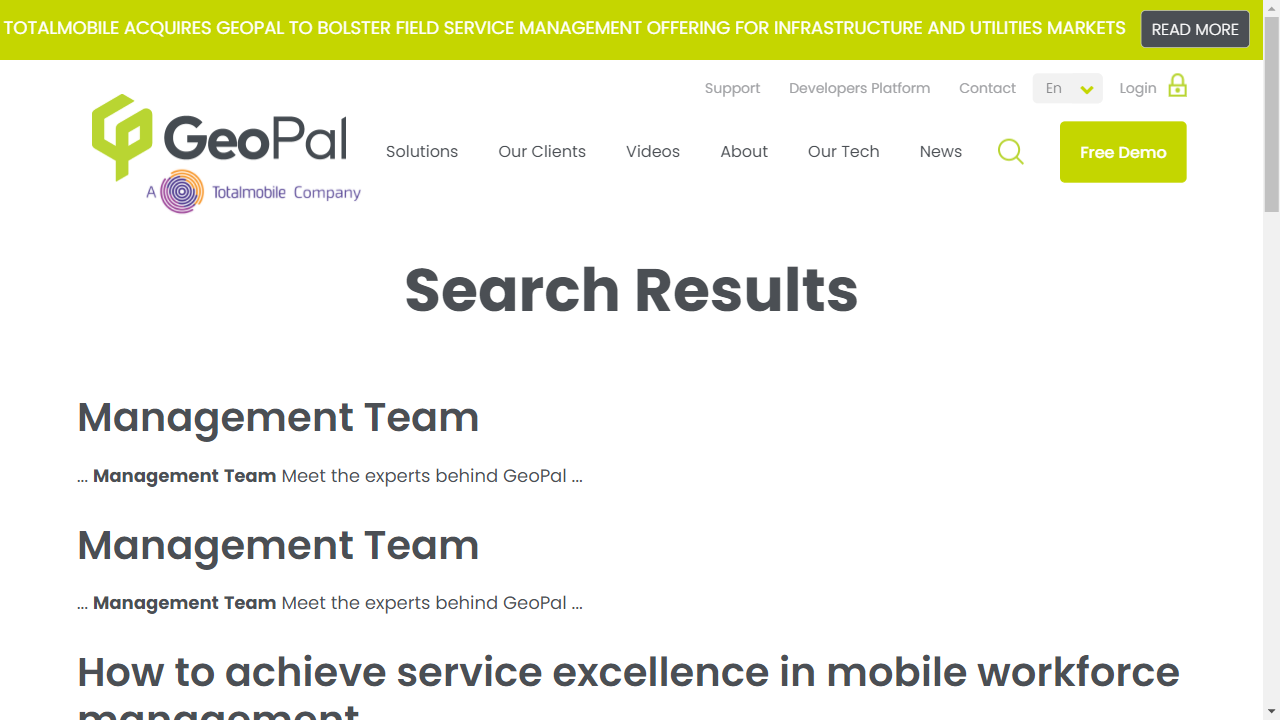 TOTALMOBILE ACQUIRES GEOPAL TO BOLSTER FIELD SERVICE MANAGEMENT OFFERING FOR INFRASTRUCTURE AND UTILITIES MARKETS READ MORE
Support Developers Platform Contact En Login
GeoPal
A Totalmobile Company
Solutions Our Clients Videos About Our Tech News Free Demo
Search Results
Management Team
... Management Team Meet the experts behind GeoPal ...
Management Team
... Management Team Meet the experts behind GeoPal ...
How to achieve service excellence in mobile workforce
management